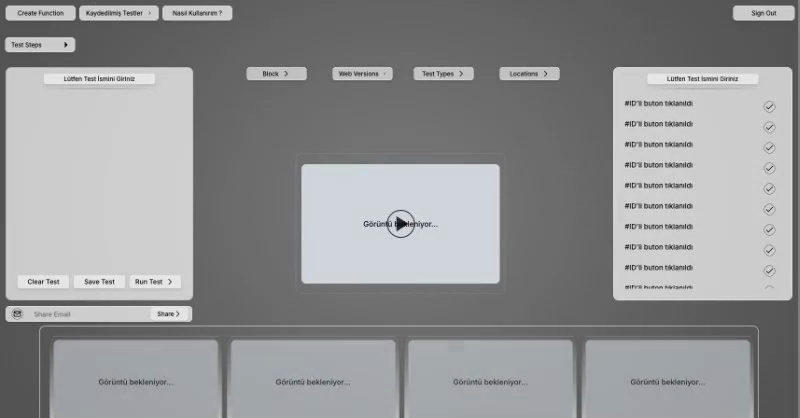 Create Function
Kaydedilmiş Testler
Nasıl Kullanırım ?
Sign Out
Test Steps
Lütfen Test İsmini Giriniz
Block
Web Versions
Test Types
Locations
Lütfen Test İsmini Giriniz
#ID'li buton tıklanıldı
#ID'li buton tıklanıldı
#ID'li buton tıklanıldı
#ID'li buton tıklanıldı
#ID'li buton tıklanıldı
#ID'li buton tıklanıldı
#ID'li buton tıklanıldı
#ID'li buton tıklanıldı
#ID'li buton tıklanıldı
#ID'li buton tıklanıldı
Görüntü bekleniyor...
Clear Test
Save Test
Run Test
Share Email
Share
Görüntü bekleniyor...
Görüntü bekleniyor...
Görüntü bekleniyor...
Görüntü bekleniyor...